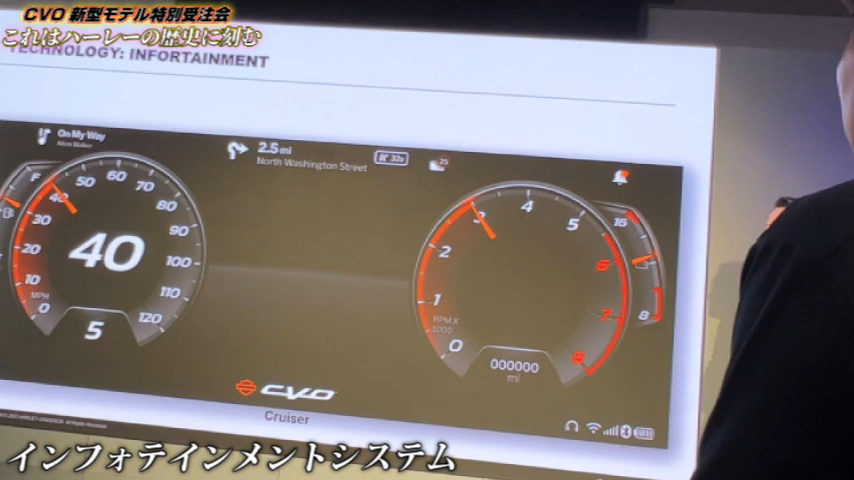 CVO 新型モデル特別受注会
これはハーレーの歴史に刻む
TECHNOLOGY: INFORTAINMENT
On My Way
2.5 mi
North Washington Street
32s
25
F
0
10
20
30
40
50
60
70
80
90
100
110
120
MPH
40
5
0
1
2
3
4
5
6
7
8
RPM X
1000
000000
mi
16
8
CVO
Cruiser
インフォテインメントシステム